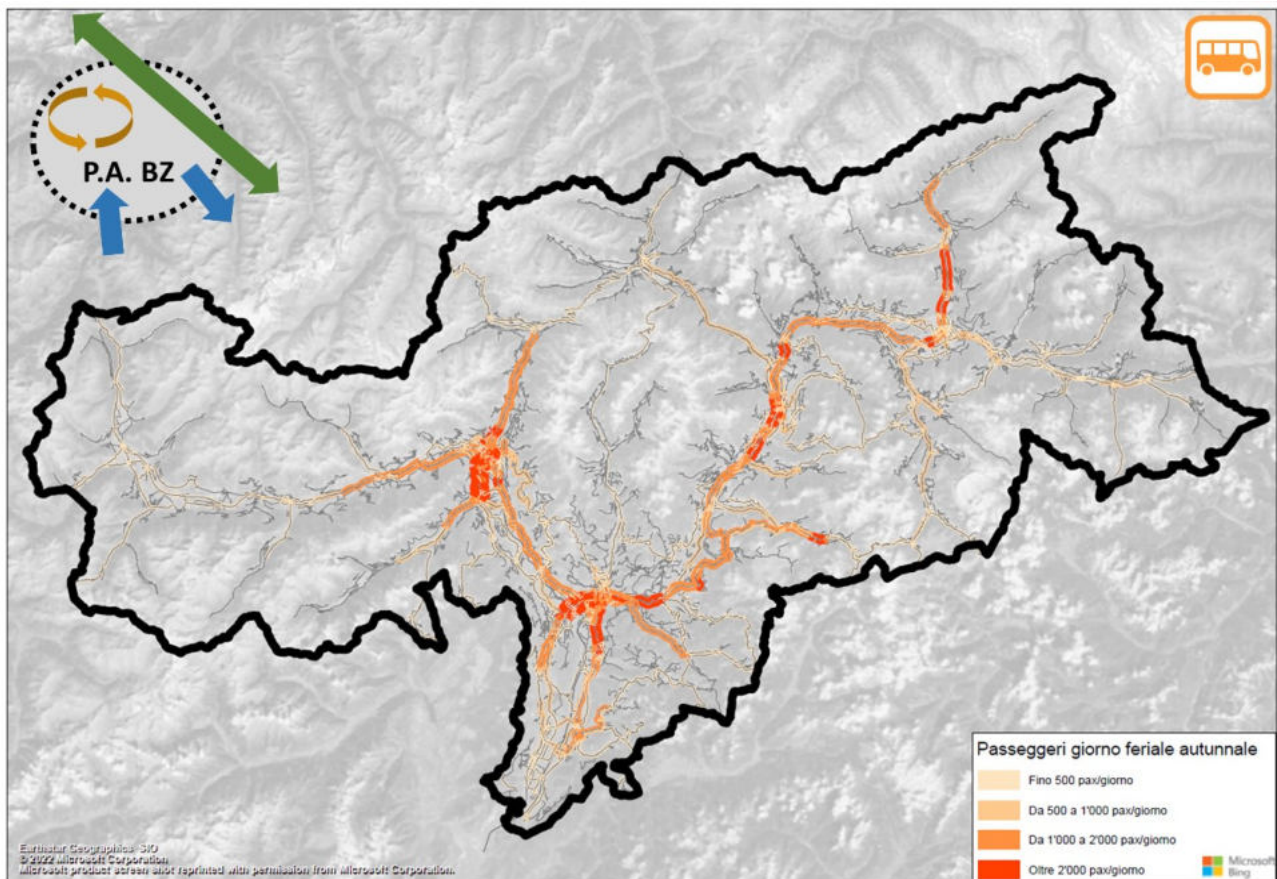 P.A. BZ
Passeggeri giorno feriale autunnale
Fino 500 pax/giorno
Da 500 a 1'000 pax/giorno
Da 1'000 a 2'000 pax/giorno
Oltre 2'000 pax/giorno
Earthstar Geographics SIO
© 2022 Microsoft Corporation
Microsoft product screen shot reprinted with permission from Microsoft Corporation.
Microsoft
Bing